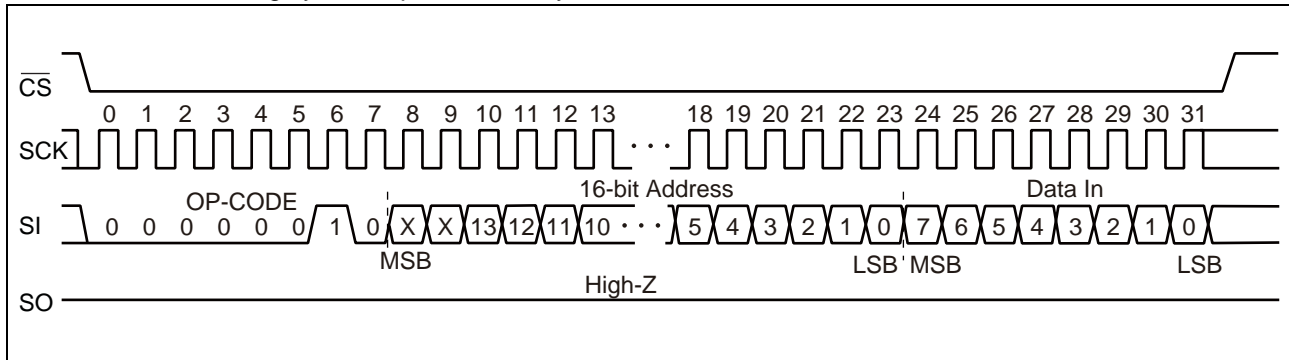 CS
0 1 2 3 4 5 6 7 8 9 10 11 12 13 18 19 20 21 22 23 24 25 26 27 28 29 30 31
SCK · · ·
OP-CODE 16-bit Address Data In
SI 0 0 0 0 0 0 1 0 X X 13 12 11 10 · · · 5 4 3 2 1 0 7 6 5 4 3 2 1 0
MSB LSB MSB LSB
High-Z
SO